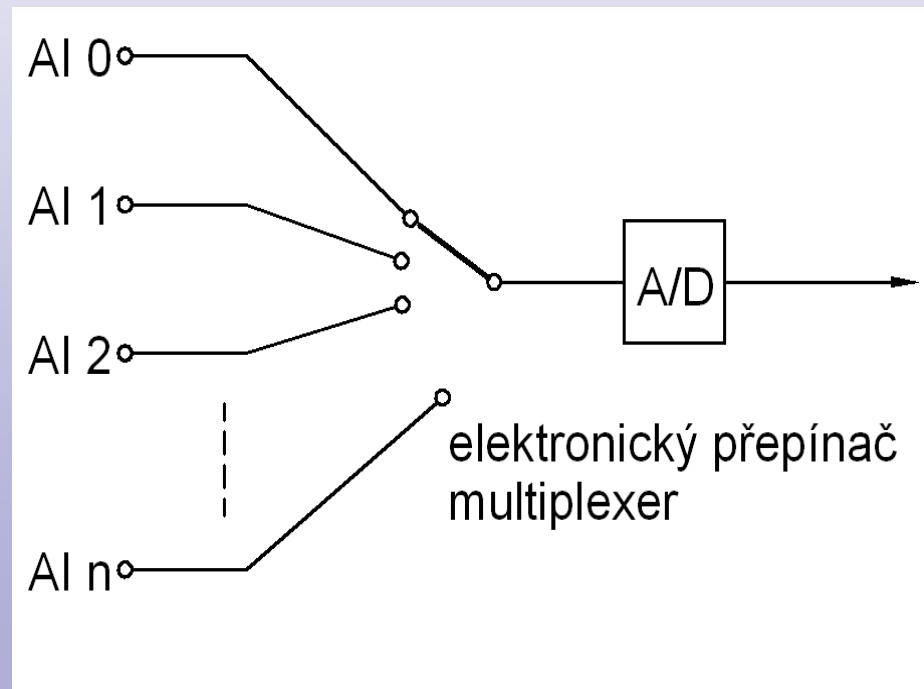 AI 0
AI 1
AI 2
A/D
elektronický přepínač
multiplexer
AI n